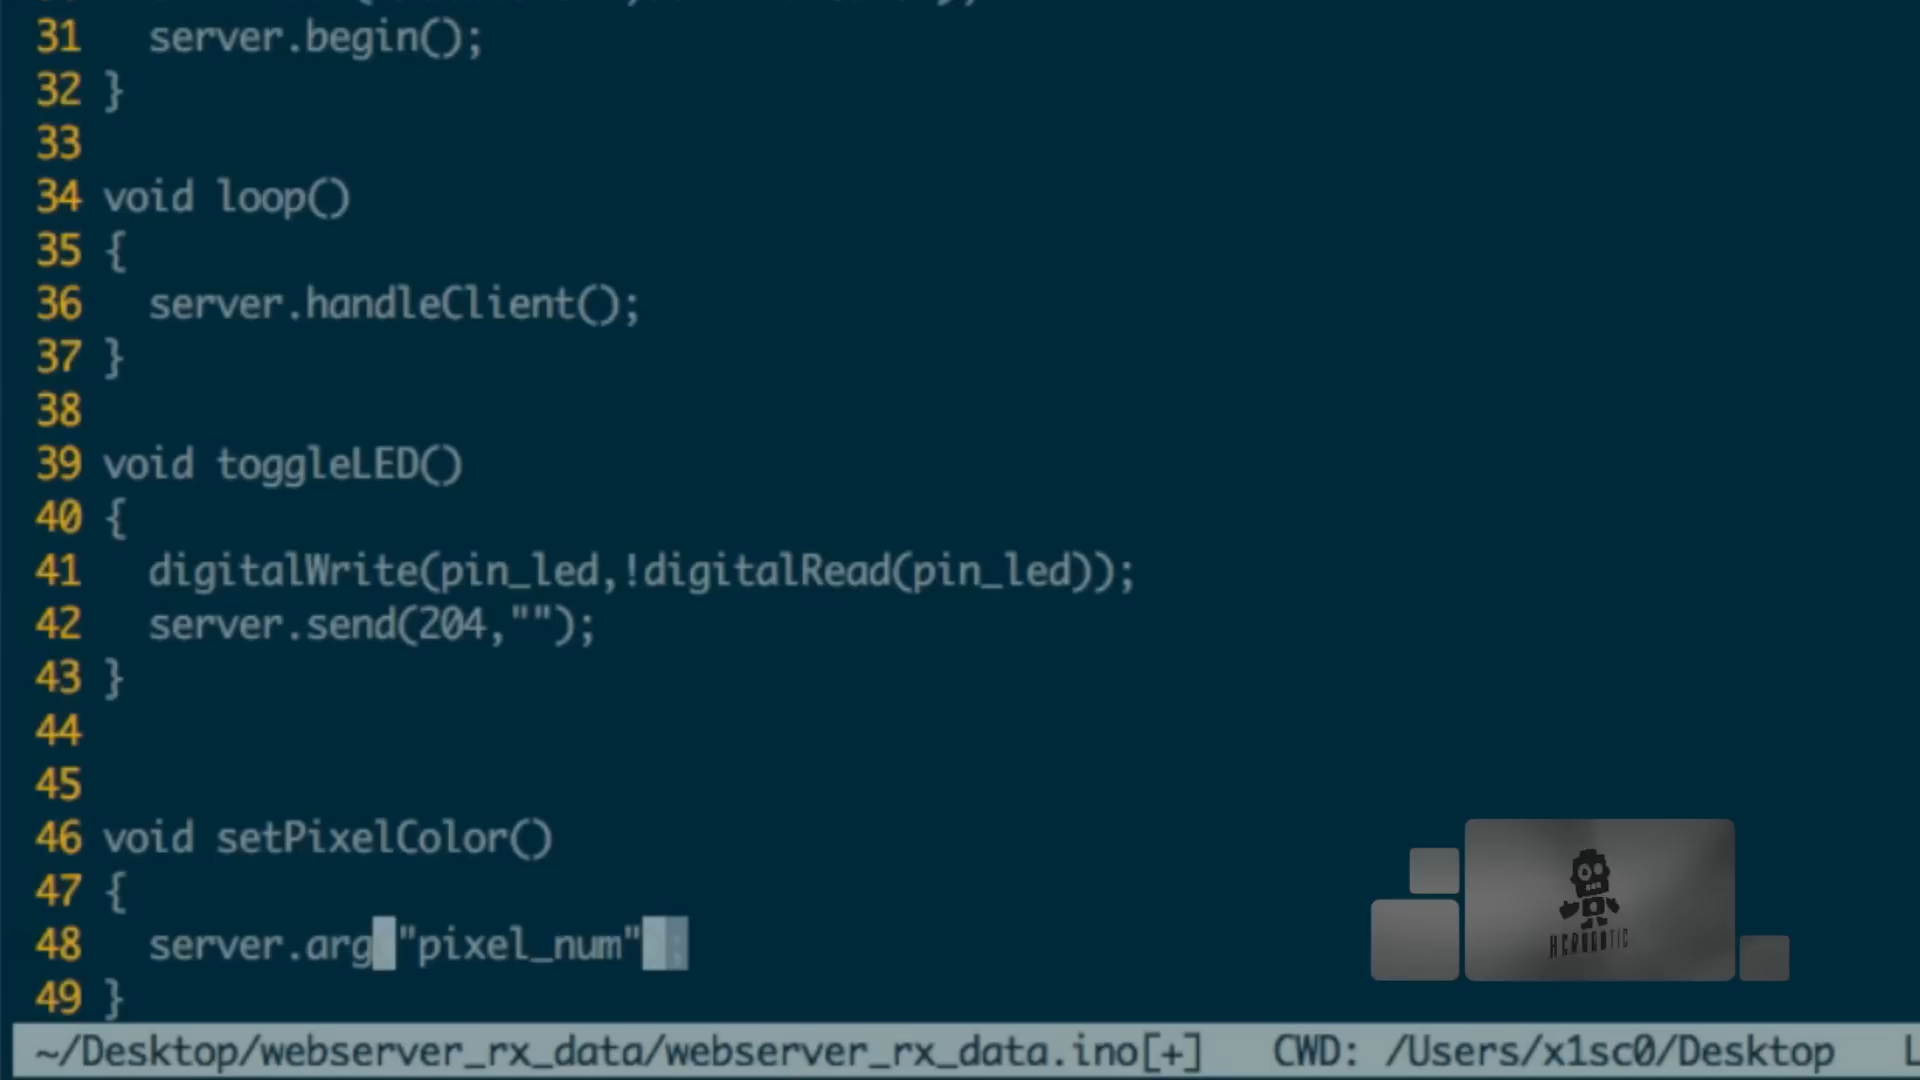 31 server.begin();
32 }
33
34 void loop()
35 {
36 server.handleClient();
37 }
38
39 void toggleLED()
40 {
41 digitalWrite(pin_led,!digitalRead(pin_led));
42 server.send(204,"");
43 }
44
45
46 void setPixelColor()
47 {
48 server.arg("pixel_num");
49 }
~/Desktop/webserver_rx_data/webserver_rx_data.ino[+] CWD: /Users/x1sc0/Desktop L
ACROBOTIC